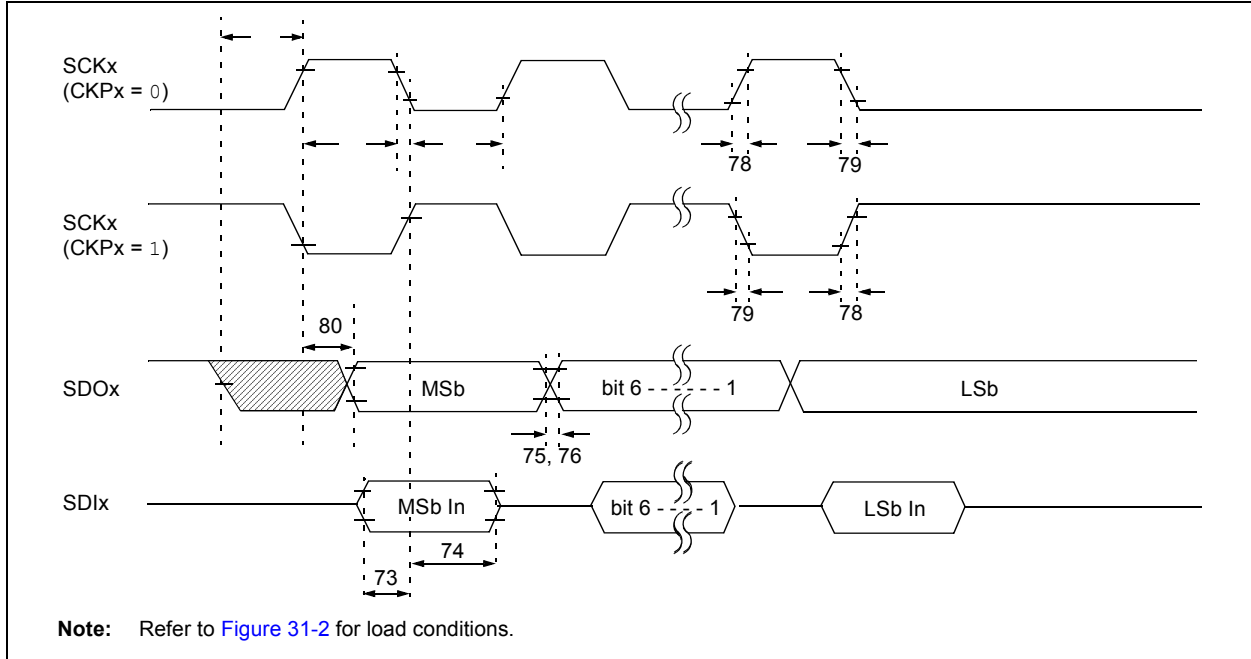 SCKx
(CKPx = 0)
78
79
SCKx
(CKPx = 1)
79
78
80
SDOx
MSb
bit 6 - - - - - - 1
LSb
75, 76
SDIx
MSb In
bit 6 - - - - - 1
LSb In
74
73
Note: Refer to Figure 31-2 for load conditions.